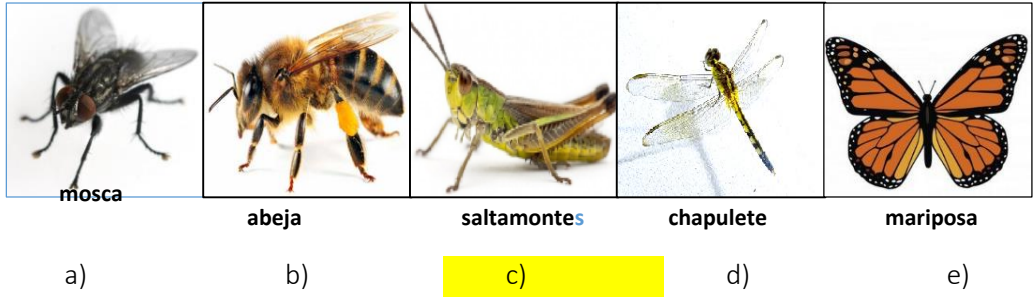 mosca
abeja saltamontes chapulete mariposa
a) b) c) d) e)